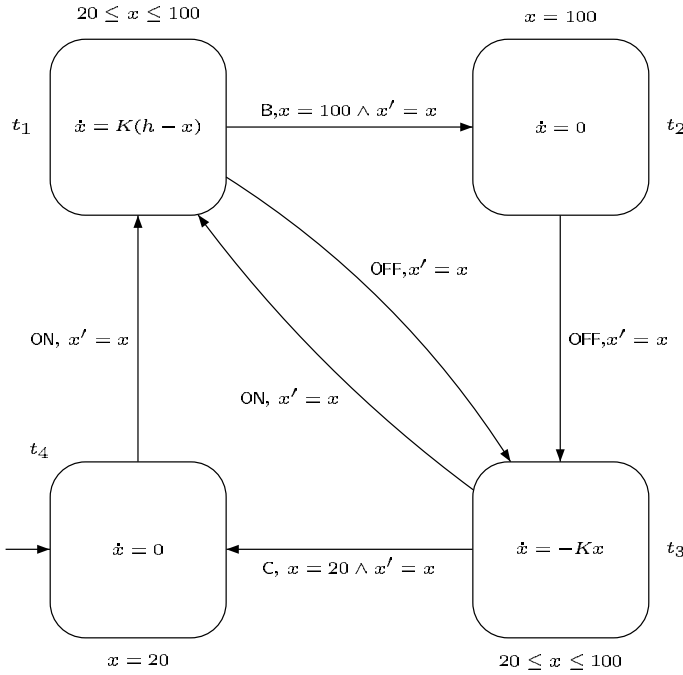 20 ≤ x ≤ 100
x = 100
t₁
ẋ = K(h − x)
B,x = 100 ∧ x′ = x
ẋ = 0
t₂
OFF,x′ = x
ON, x′ = x
OFF,x′ = x
ON, x′ = x
t₄
ẋ = 0
C, x = 20 ∧ x′ = x
ẋ = −Kx
t₃
x = 20
20 ≤ x ≤ 100